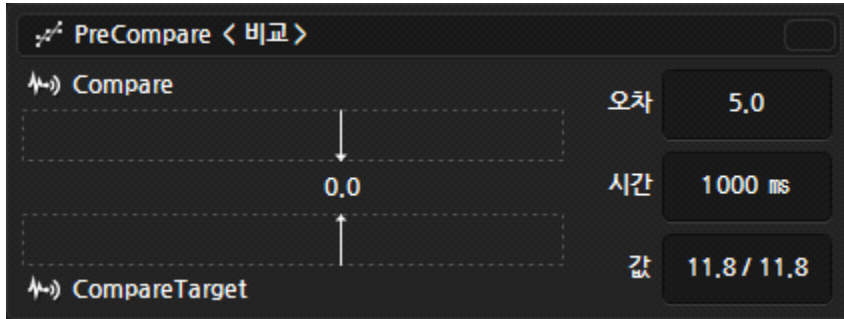 PreCompare < 비교 >
Compare
오차 5.0
0.0
시간 1000 ms
값 11.8 / 11.8
CompareTarget